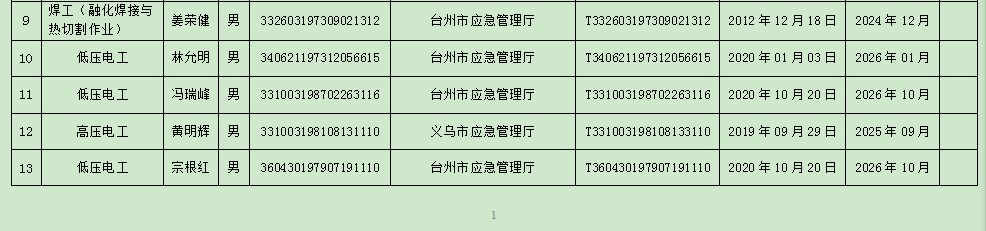 9 焊工（融化焊接与热切割作业） 姜荣健 男 332603197309021312 台州市应急管理厅 T332603197309021312 2012 年 12 月 18 日 2024 年 12 月
10 低压电工 林允明 男 340621197312056615 台州市应急管理厅 T340621197312056615 2020 年 01 月 03 日 2026 年 01 月
11 低压电工 冯瑞峰 男 331003198702263116 台州市应急管理厅 T331003198702263116 2020 年 10 月 20 日 2026 年 10 月
12 高压电工 黄明辉 男 331003198108131110 义乌市应急管理厅 T331003198108133110 2019 年 09 月 29 日 2025 年 09 月
13 低压电工 宗根红 男 360430197907191110 台州市应急管理厅 T360430197907191110 2020 年 10 月 20 日 2026 年 10 月
1